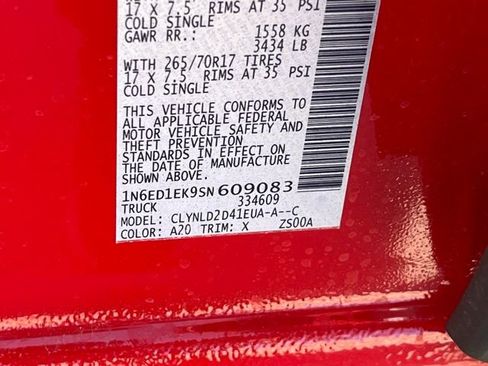 17 X 7.5 RIMS AT 35 PSI
COLD SINGLE
GAWR RR.: 1558 KG
3434 LB
WITH 265/70R17 TIRES
17 X 7.5 RIMS AT 35 PSI
COLD SINGLE
THIS VEHICLE CONFORMS TO
ALL APPLICABLE FEDERAL
MOTOR VEHICLE SAFETY AND
THEFT PREVENTION
STANDARDS IN EFFECT ON
THE DATE OF MANUFACTURE
SHOWN ABOVE.
1N6ED1EK9SN609083
TRUCK 334609
MODEL: CLYNLD2D41EUA-A--C
COLOR: A20 TRIM: X ZS00A